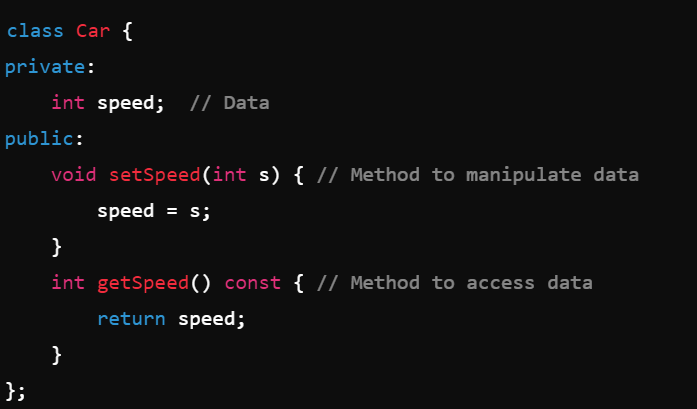 class Car {
private:
    int speed;  // Data
public:
    void setSpeed(int s) { // Method to manipulate data
        speed = s;
    }
    int getSpeed() const { // Method to access data
        return speed;
    }
};